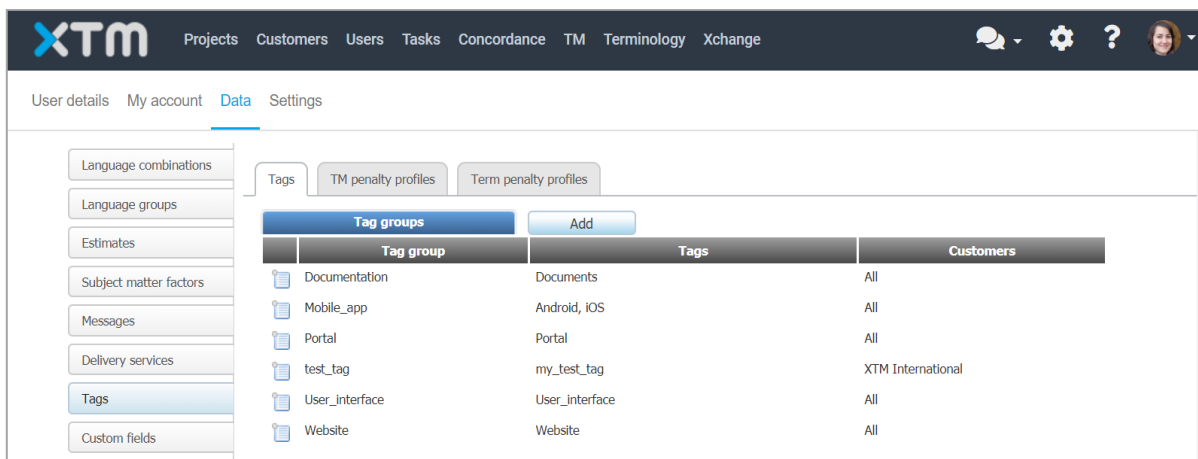 XTM Projects Customers Users Tasks Concordance TM Terminology Xchange ?
User details My account Data Settings
Language combinations
Language groups
Estimates
Subject matter factors
Messages
Delivery services
Tags
Custom fields
Tags TM penalty profiles Term penalty profiles
Tag groups Add
Tag group Tags Customers
Documentation Documents All
Mobile_app Android, iOS All
Portal Portal All
test_tag my_test_tag XTM International
User_interface User_interface All
Website Website All